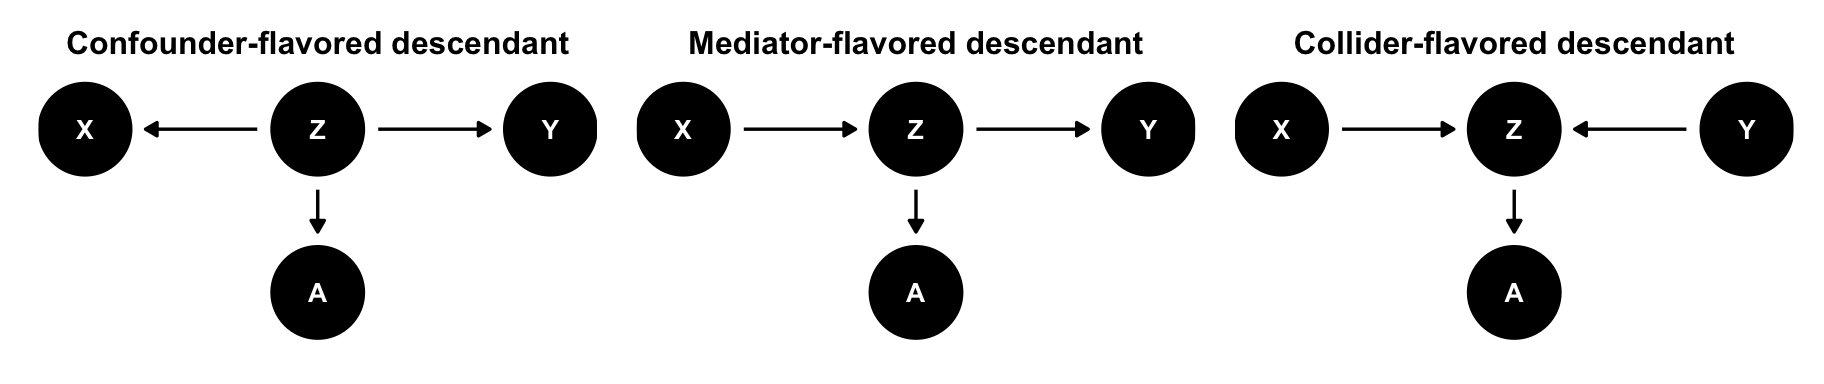 Confounder-flavored descendant
X Z Y
A
Mediator-flavored descendant
X Z Y
A
Collider-flavored descendant
X Z Y
A